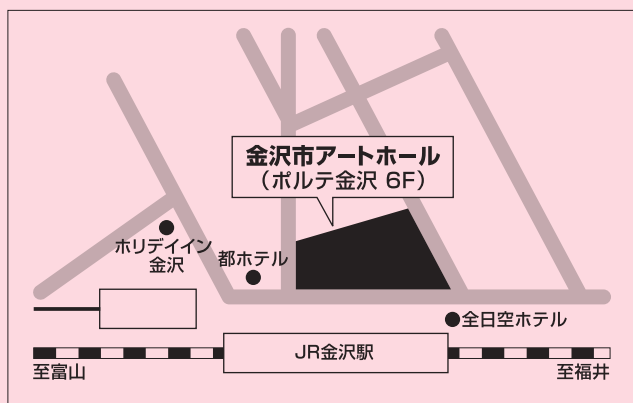 金沢市アートホール
（ポルテ金沢 6F）
ホリデイイン
金沢
都ホテル
全日空ホテル
JR金沢駅
至富山
至福井